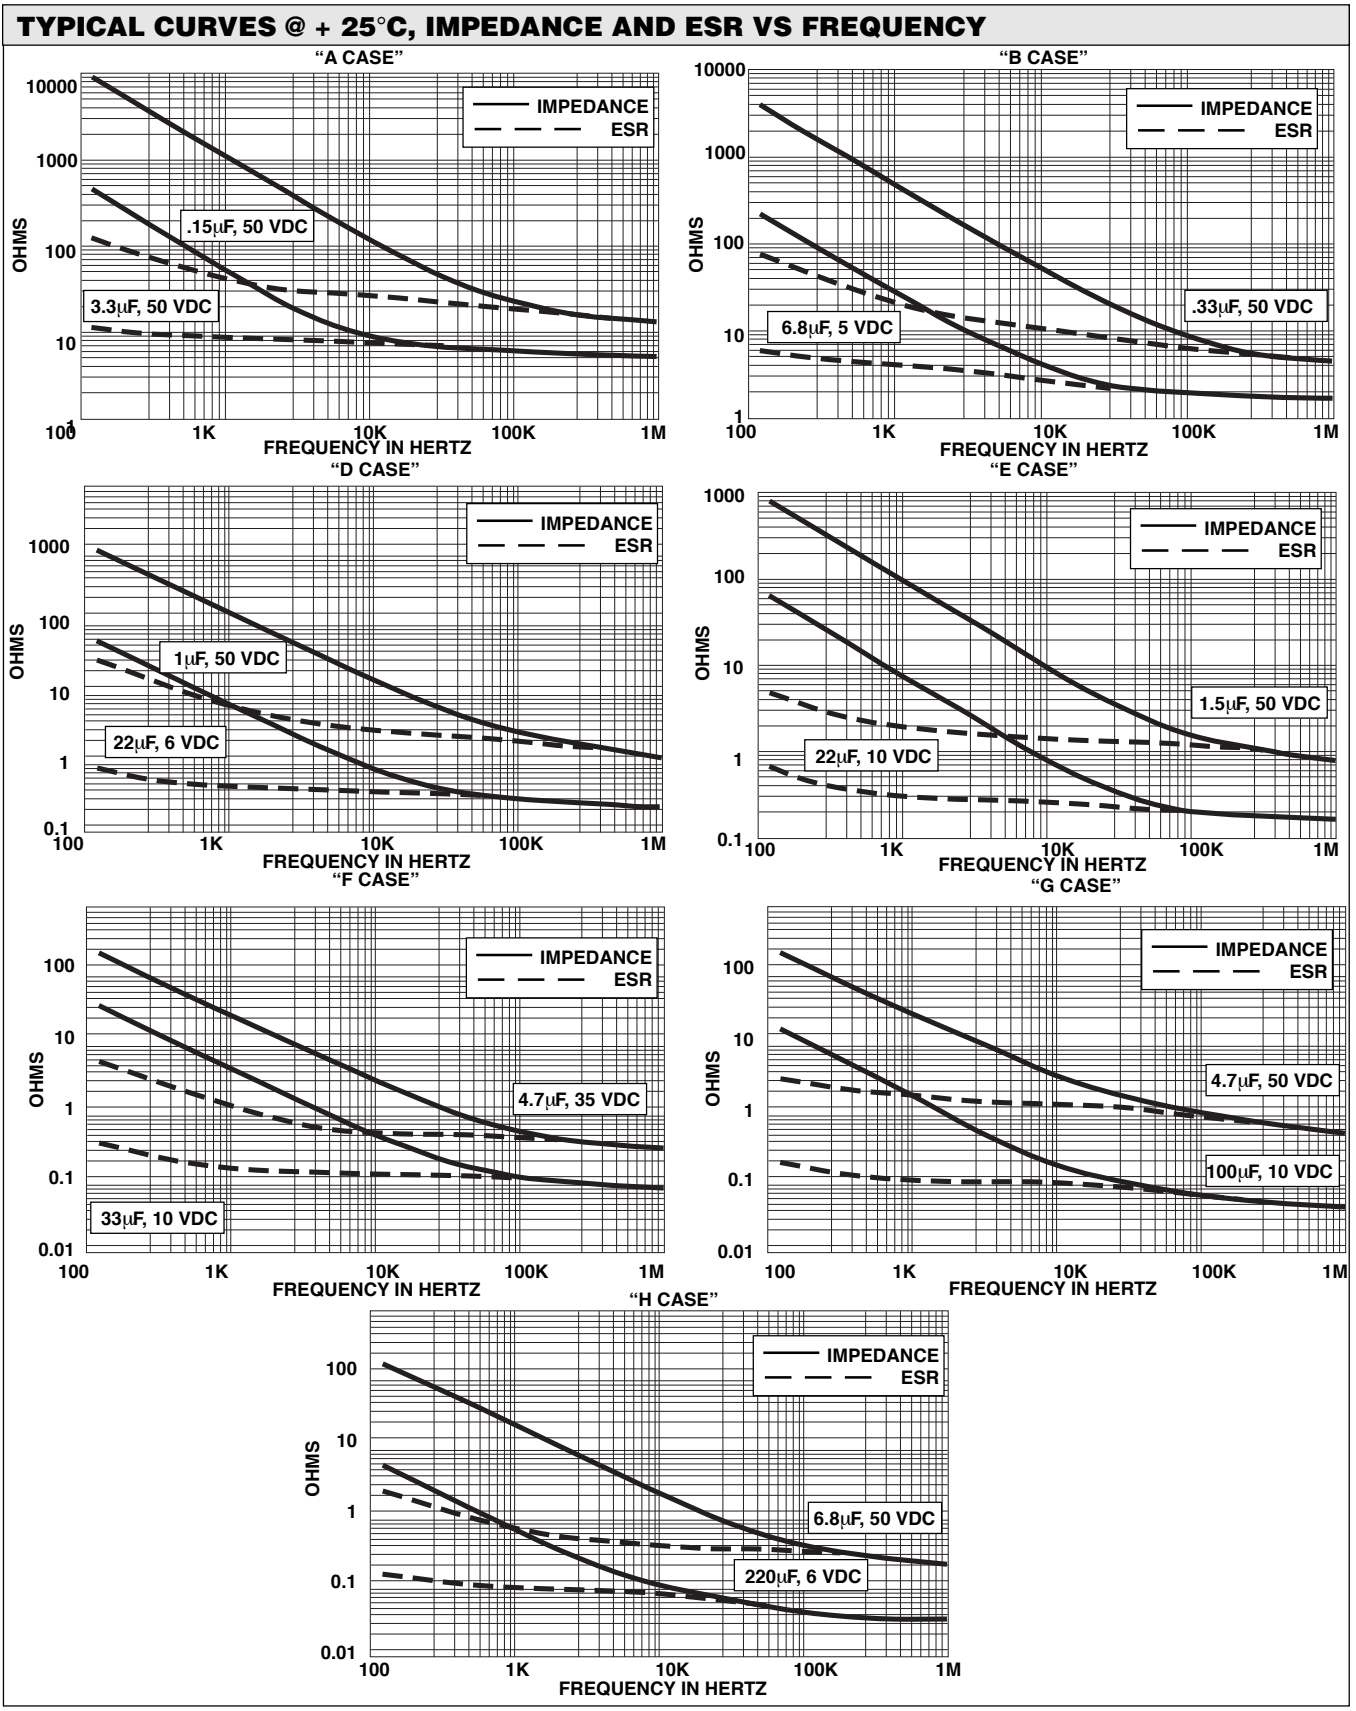 TYPICAL CURVES @ + 25°C, IMPEDANCE AND ESR VS FREQUENCY
“A CASE”
10000
1000
100
10
1
OHMS
IMPEDANCE
ESR
.15µF, 50 VDC
3.3µF, 50 VDC
100 1K 10K 100K 1M
FREQUENCY IN HERTZ
“B CASE”
10000
1000
100
10
1
OHMS
IMPEDANCE
ESR
.33µF, 50 VDC
6.8µF, 5 VDC
100 1K 10K 100K 1M
FREQUENCY IN HERTZ
“D CASE”
1000
100
10
1
0.1
OHMS
IMPEDANCE
ESR
1µF, 50 VDC
22µF, 6 VDC
100 1K 10K 100K 1M
FREQUENCY IN HERTZ
“E CASE”
1000
100
10
1
0.1
OHMS
IMPEDANCE
ESR
1.5µF, 50 VDC
22µF, 10 VDC
100 1K 10K 100K 1M
FREQUENCY IN HERTZ
“F CASE”
100
10
1
0.1
0.01
OHMS
IMPEDANCE
ESR
4.7µF, 35 VDC
33µF, 10 VDC
100 1K 10K 100K 1M
FREQUENCY IN HERTZ
“G CASE”
100
10
1
0.1
0.01
OHMS
IMPEDANCE
ESR
4.7µF, 50 VDC
100µF, 10 VDC
100 1K 10K 100K 1M
FREQUENCY IN HERTZ
“H CASE”
100
10
1
0.1
0.01
OHMS
IMPEDANCE
ESR
6.8µF, 50 VDC
220µF, 6 VDC
100 1K 10K 100K 1M
FREQUENCY IN HERTZ